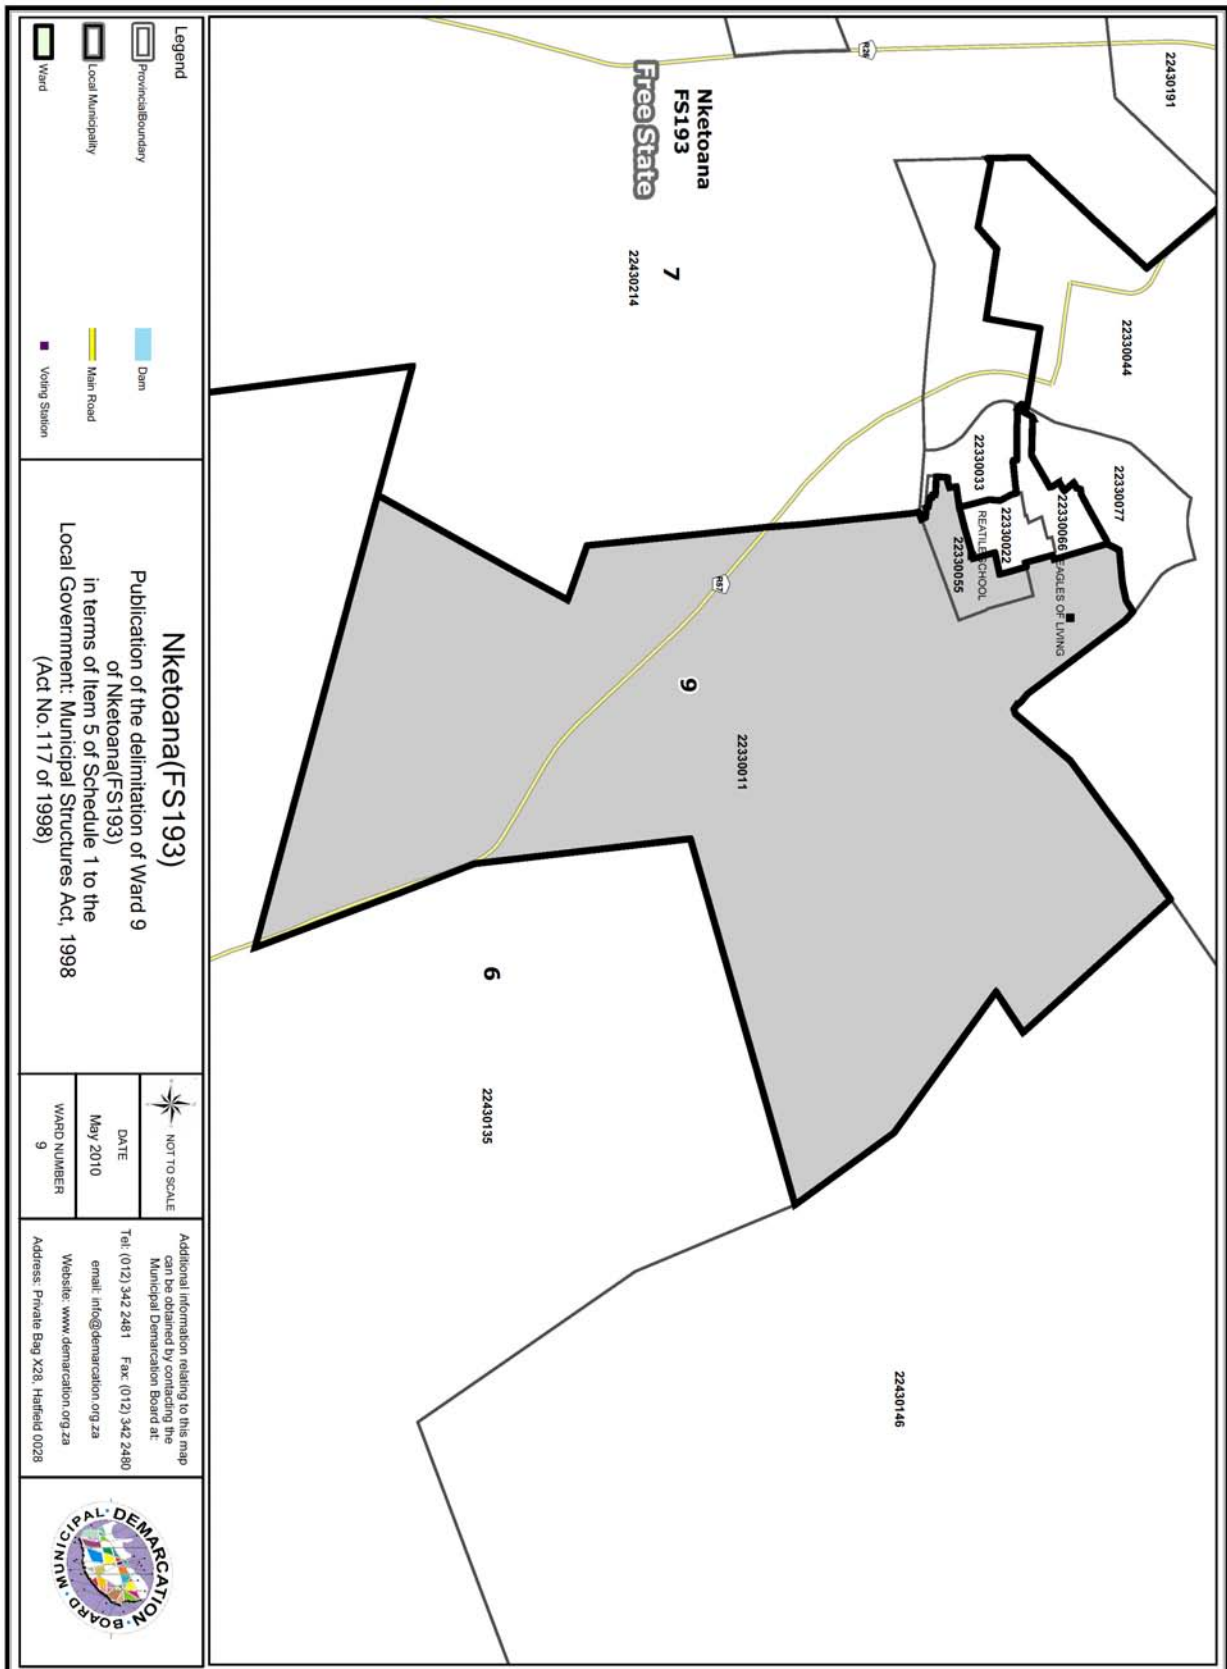 22430191
R26
Nketoana
FS193
Free State
22330044
7
22430214
22330077
22330033
22330066
22330022
EAGLES OF LIVING
REATILE SCHOOL
22330055
R57
9
22330011
6
22430135
22430146
Legend
ProvincialBoundary
Local Municipality
Ward
Dam
Main Road
Voting Station
Nketoana(FS193)
Publication of the delimitation of Ward 9
of Nketoana(FS193)
in terms of Item 5 of Schedule 1 to the
Local Government: Municipal Structures Act, 1998
(Act No.117 of 1998)
NOT TO SCALE
DATE
May 2010
WARD NUMBER
9
Additional information relating to this map
can be obtained by contacting the
Municipal Demarcation Board at:
Tel: (012) 342 2481 Fax: (012) 342 2480
email: info@demarcation.org.za
Website: www.demarcation.org.za
Address: Private Bag X28, Hatfield 0028
MUNICIPAL · DEMARCATION BOARD ·